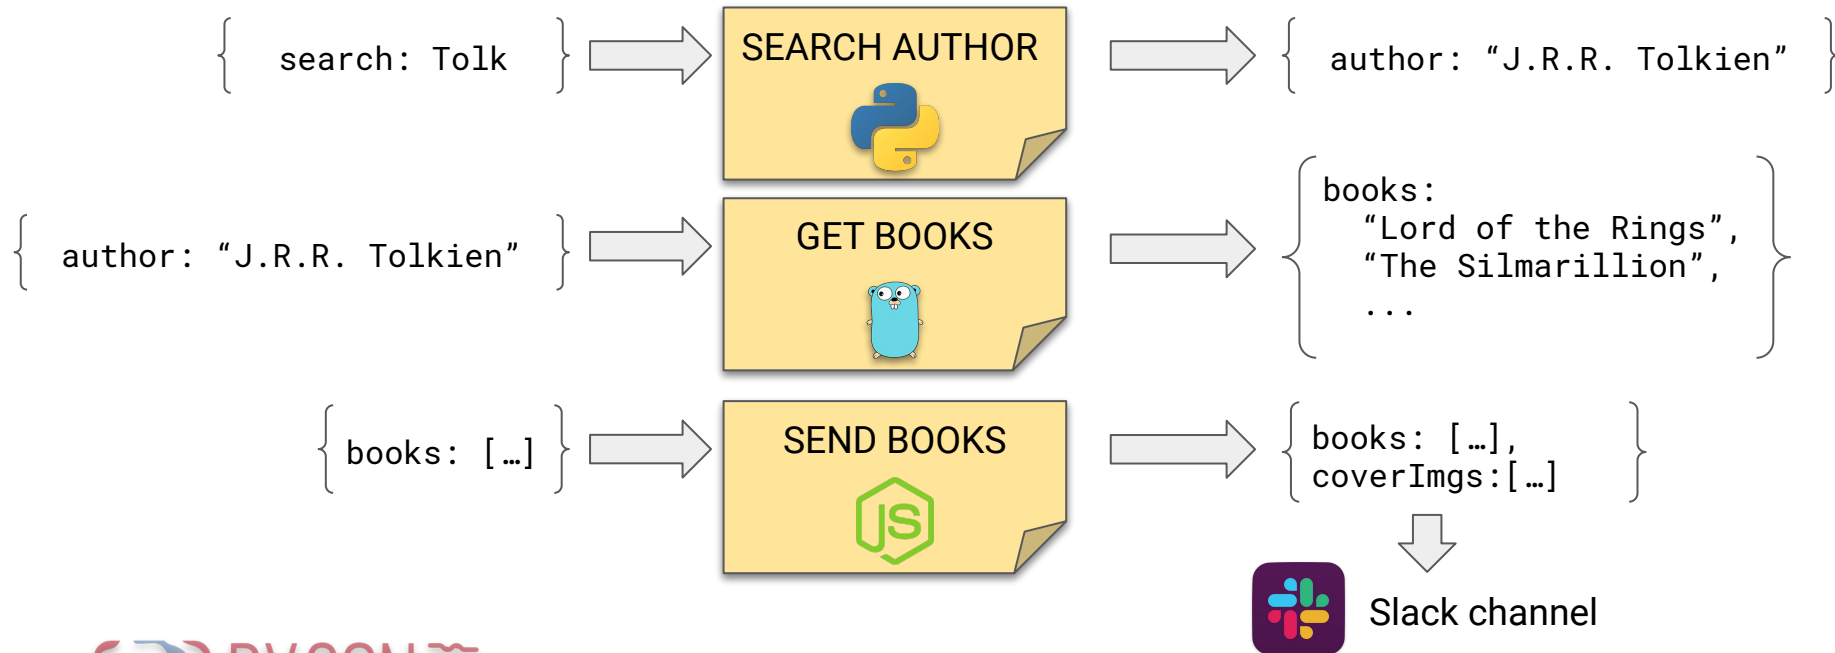 search: Tolk
SEARCH AUTHOR
author: “J.R.R. Tolkien”
author: “J.R.R. Tolkien”
GET BOOKS
books:
“Lord of the Rings”,
“The Silmarillion”,
...
books: […]
SEND BOOKS
JS
books: […],
coverImgs:[…]
Slack channel